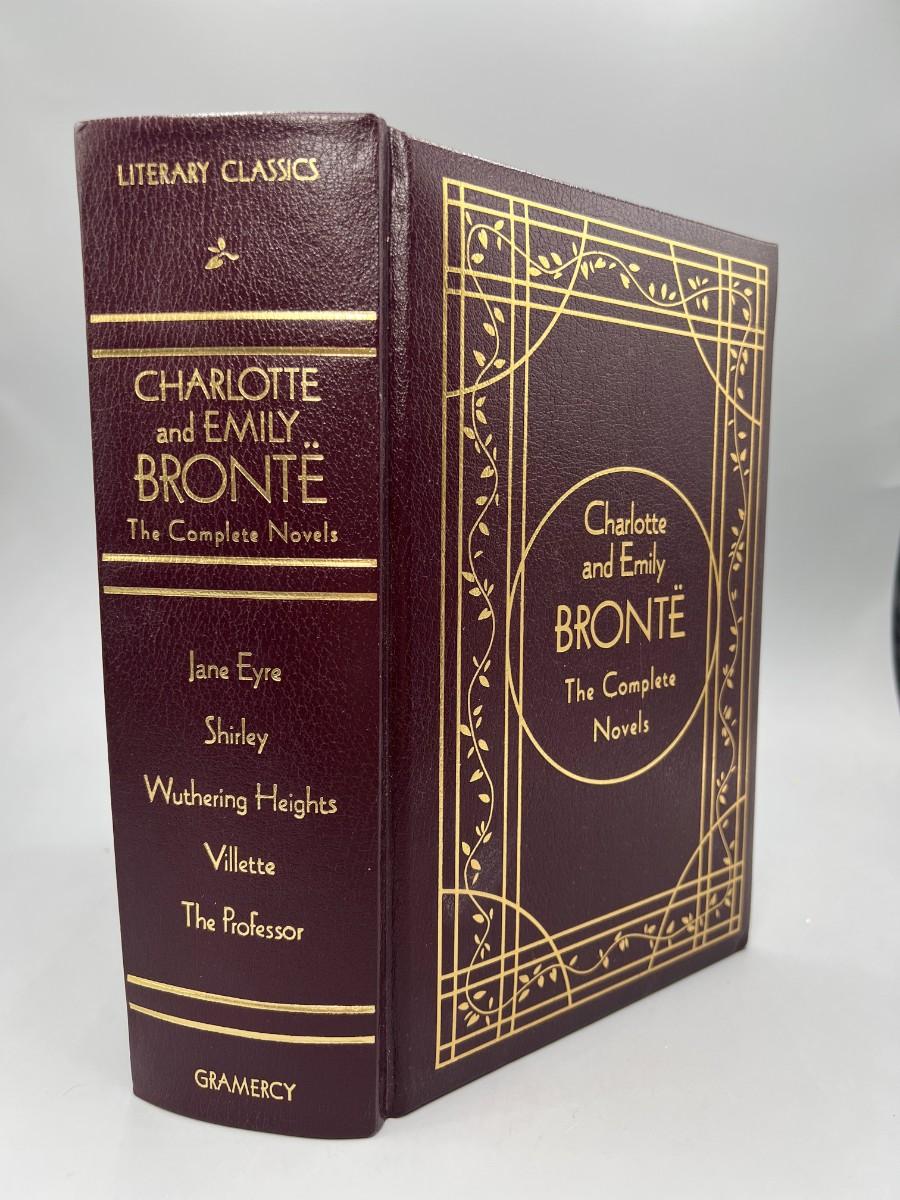 LITERARY CLASSICS
CHARLOTTE
and EMILY
BRONTË
The Complete Novels
Jane Eyre
Shirley
Wuthering Heights
Villette
The Professor
GRAMERCY
Charlotte
and Emily
BRONTË
The Complete
Novels